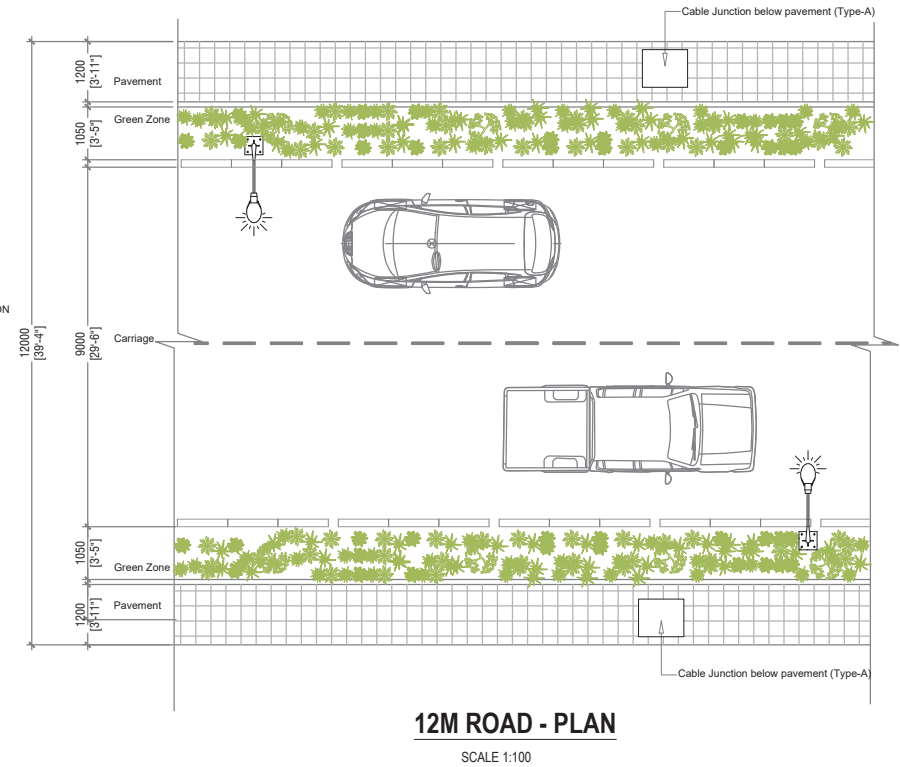 Cable Junction below pavement (Type-A)
1200
[3'-11"]
Pavement
1050
[3'-5"]
Green Zone
ON
12000
[39'-4"]
9000
[29'-6"]
Carriage
1050
[3'-5"]
Green Zone
1200
[3'-11"]
Pavement
Cable Junction below pavement (Type-A)
12M ROAD - PLAN
SCALE 1:100